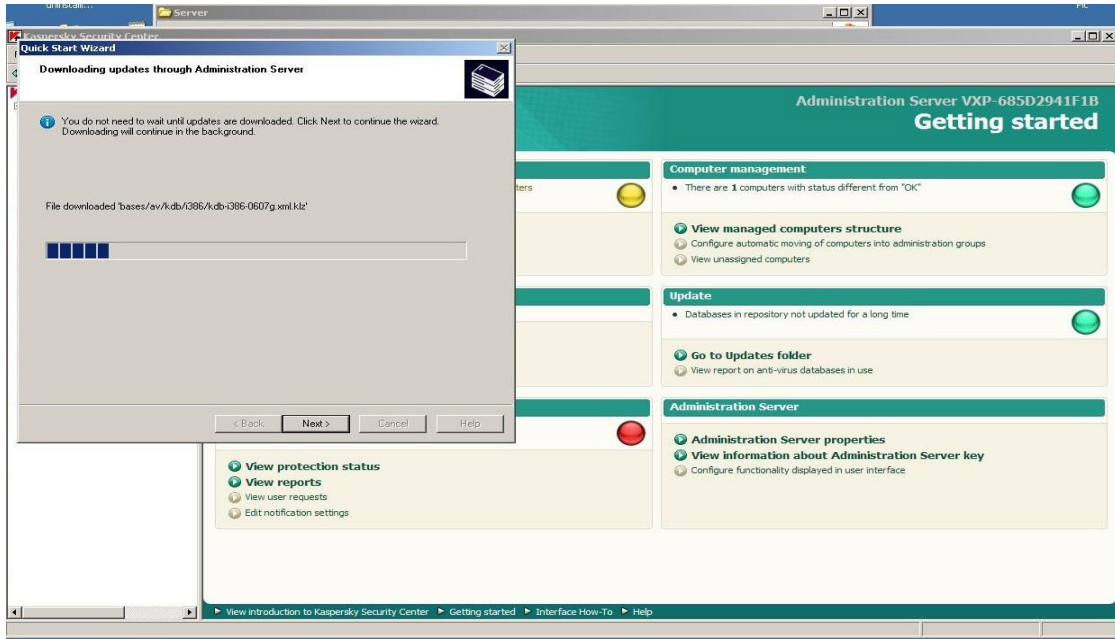 Server
Kaspersky Security Center
Quick Start Wizard
Downloading updates through Administration Server
You do not need to wait until updates are downloaded. Click Next to continue the wizard.
Downloading will continue in the background.
File downloaded 'bases/av/kdb/i386/kdb-i386-0607g.xml.klz'
< Back
Next >
Cancel
Help
Administration Server VXP-685D2941F1B
Getting started
Computer management
There are 1 computers with status different from "OK"
View managed computers structure
Configure automatic moving of computers into administration groups
View unassigned computers
Update
Databases in repository not updated for a long time
Go to Updates folder
View report on anti-virus databases in use
View protection status
View reports
View user requests
Edit notification settings
Administration Server
Administration Server properties
View information about Administration Server key
Configure functionality displayed in user interface
View introduction to Kaspersky Security Center
Getting started
Interface How-To
Help